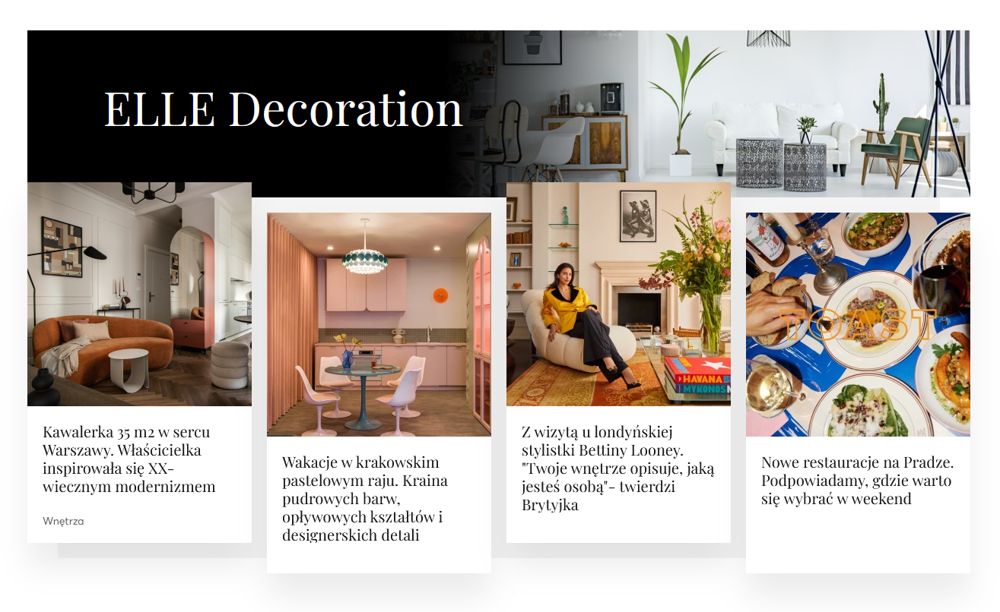 ELLE Decoration
Kawalerka 35 m2 w sercu
Warszawy. Właścicielka
inspirowała się XX-
wiecznym modernizmem
Wnętrza
Wakacje w krakowskim
pastelowym raju. Kraina
pudrowych barw,
opływowych kształtów i
designerskich detali
HAVANA
MYKONOS
Z wizytą u londyńskiej
stylistki Bettiny Looney.
"Twoje wnętrze opisuje, jaką
jesteś osobą"- twierdzi
Brytyjka
TOAST
Nowe restauracje na Pradze.
Podpowiadamy, gdzie warto
się wybrać w weekend